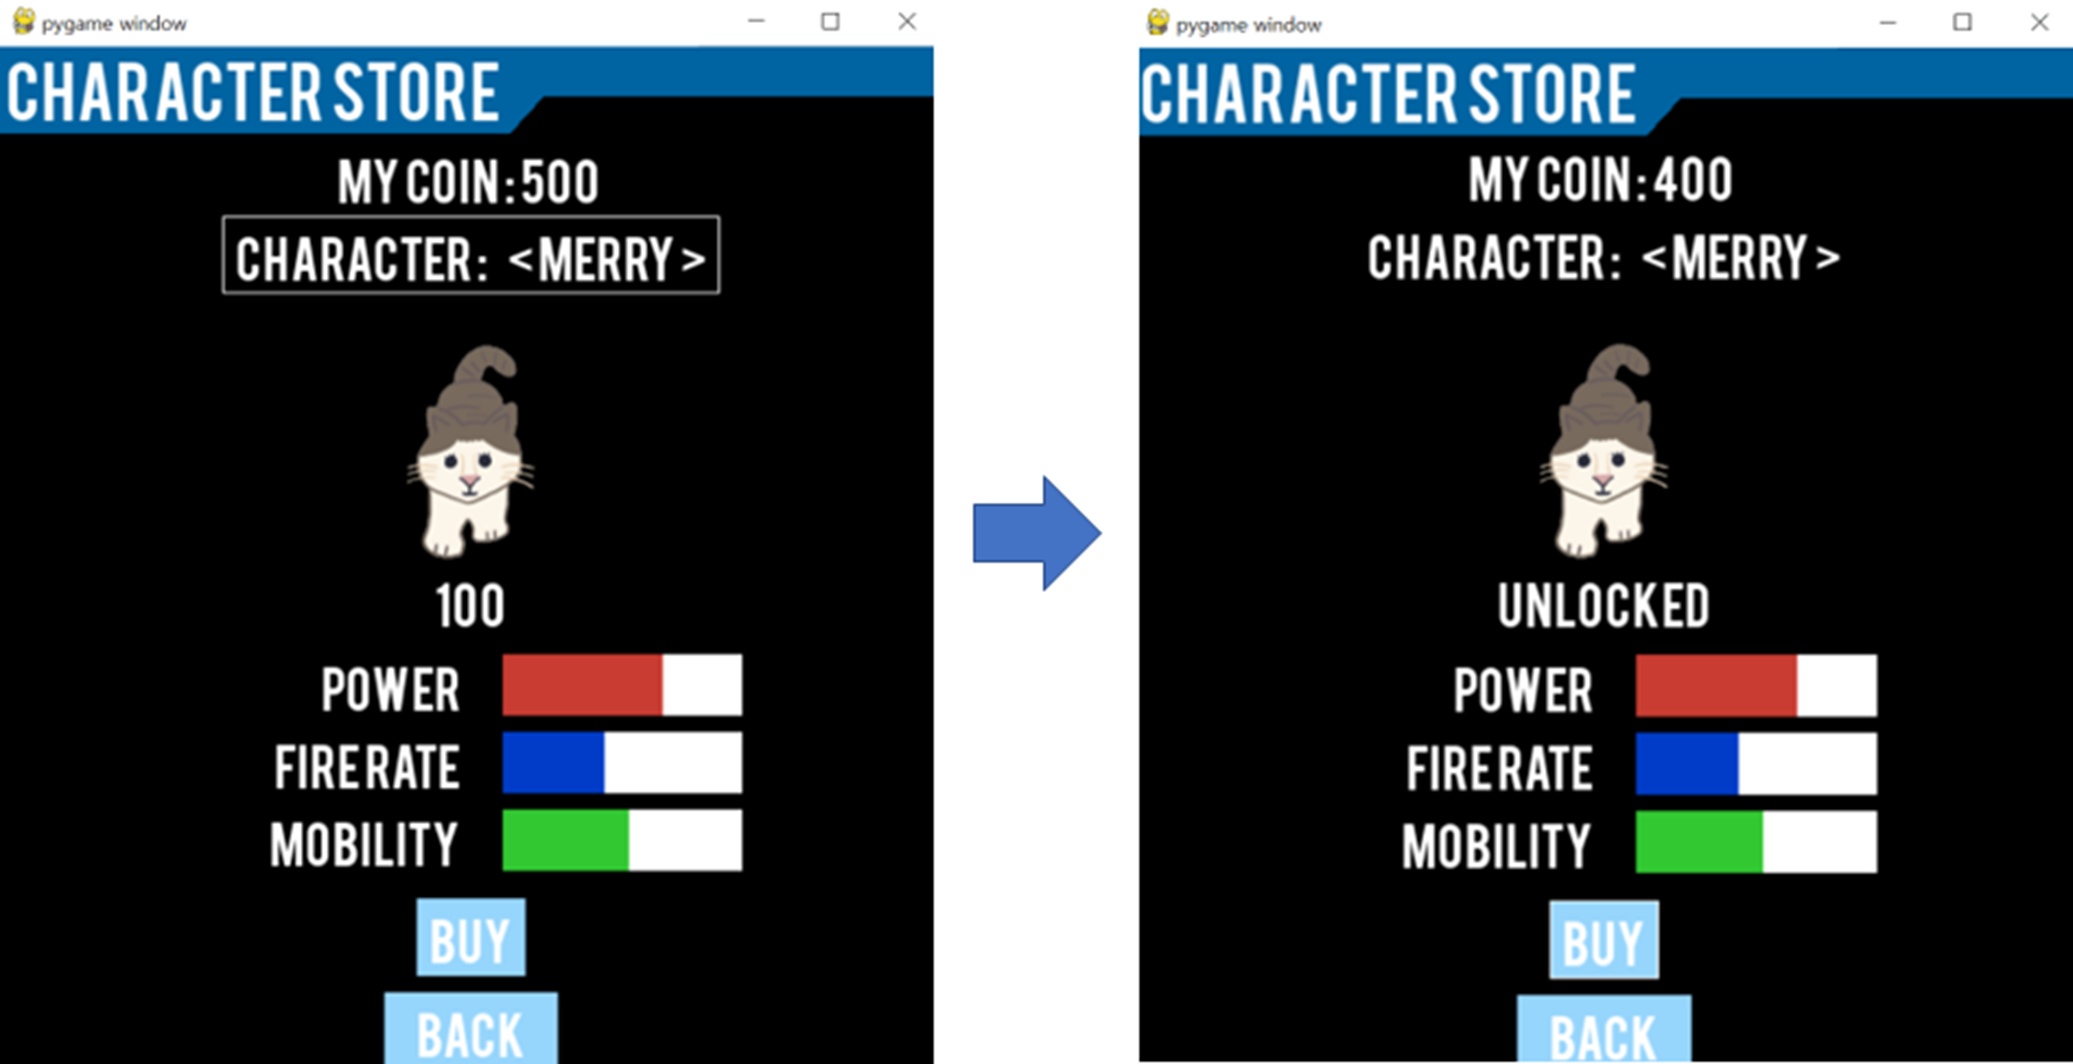 pygame window
CHARACTER STORE
MY COIN:500
CHARACTER: <MERRY>
100
POWER
FIRE RATE
MOBILITY
BUY
BACK
pygame window
CHARACTER STORE
MY COIN:400
CHARACTER: <MERRY>
UNLOCKED
POWER
FIRE RATE
MOBILITY
BUY
BACK